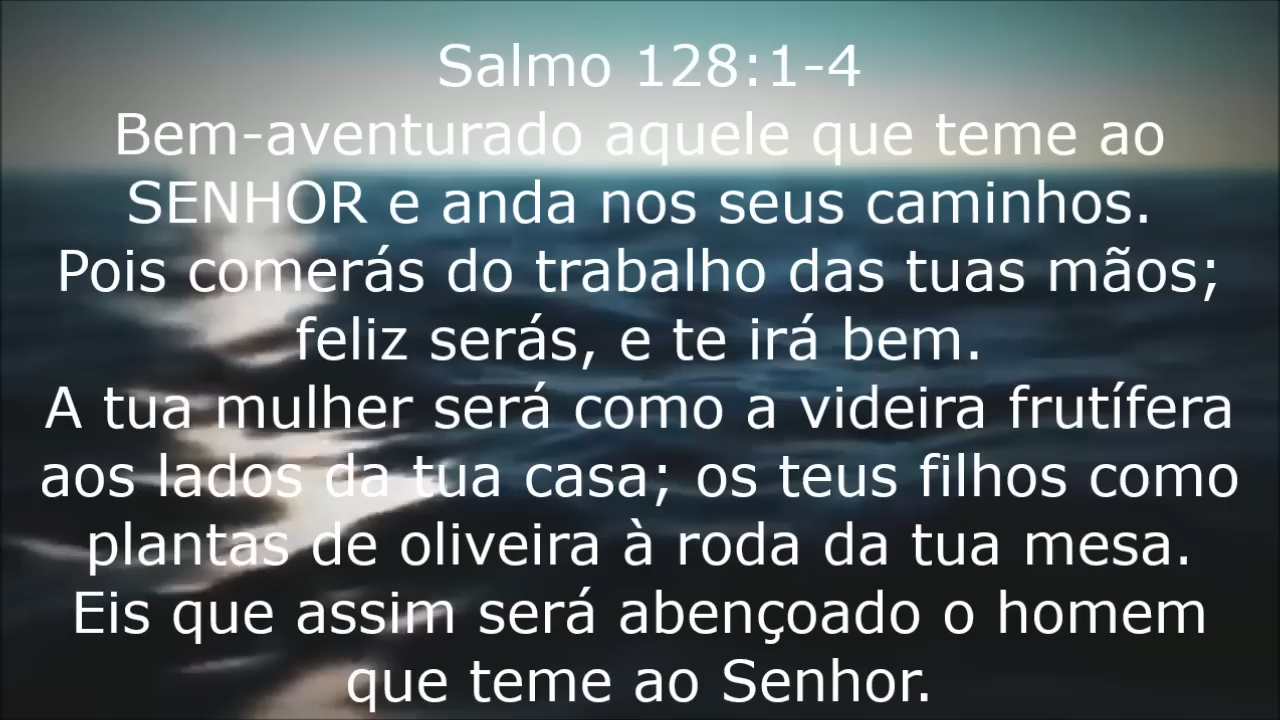 Salmo 128:1-4
Bem-aventurado aquele que teme ao
SENHOR e anda nos seus caminhos.
Pois comerás do trabalho das tuas mãos;
feliz serás, e te irá bem.
A tua mulher será como a videira frutífera
aos lados da tua casa; os teus filhos como
plantas de oliveira à roda da tua mesa.
Eis que assim será abençoado o homem
que teme ao Senhor.